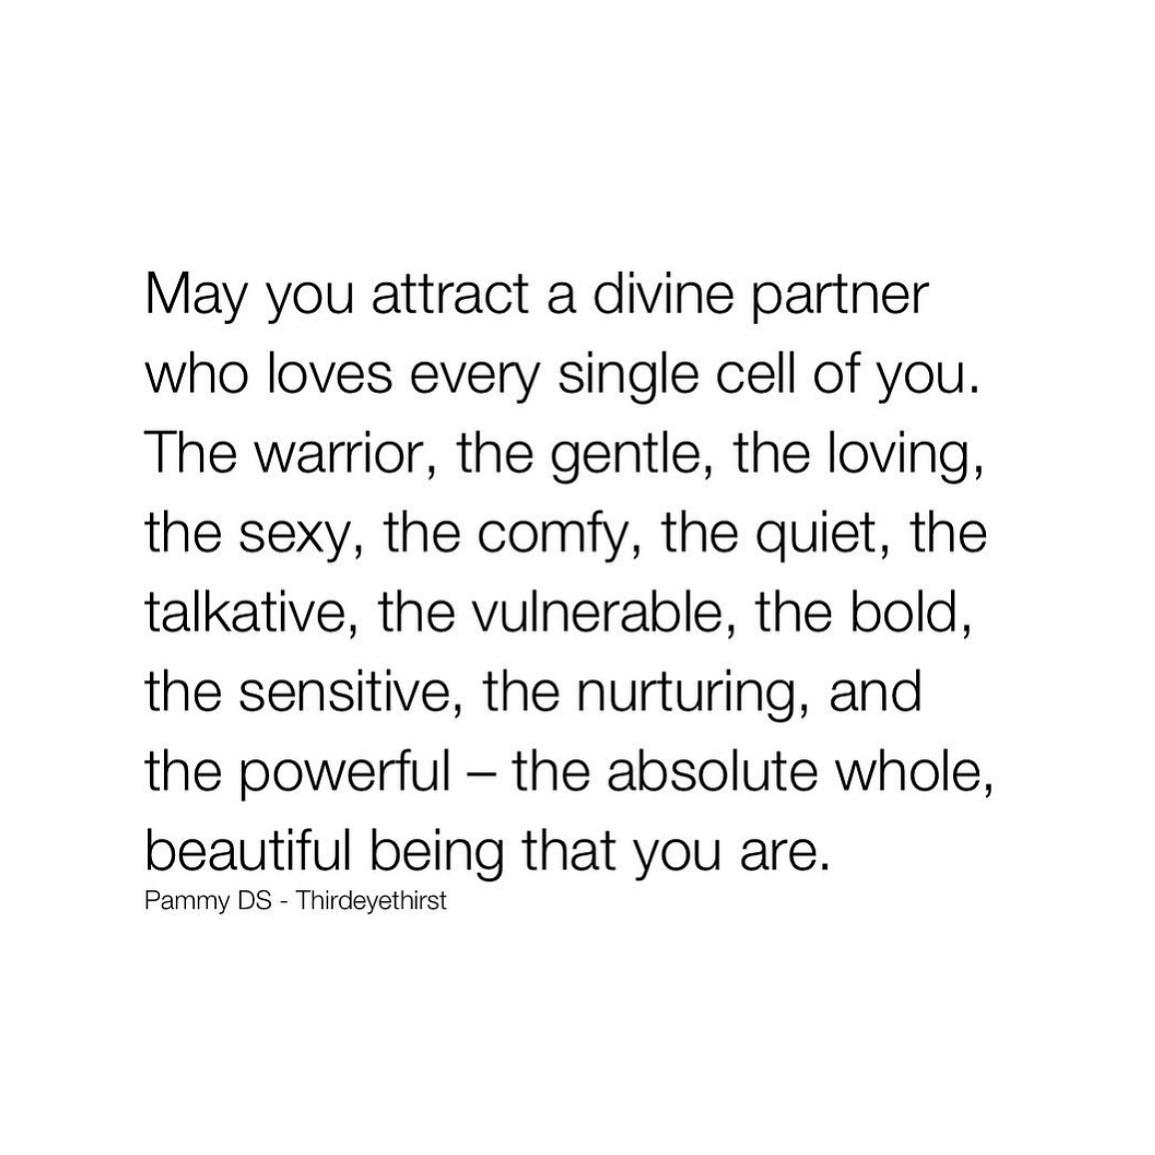 May you attract a divine partner
who loves every single cell of you.
The warrior, the gentle, the loving,
the sexy, the comfy, the quiet, the
talkative, the vulnerable, the bold,
the sensitive, the nurturing, and
the powerful – the absolute whole,
beautiful being that you are.
Pammy DS - Thirdeyethirst